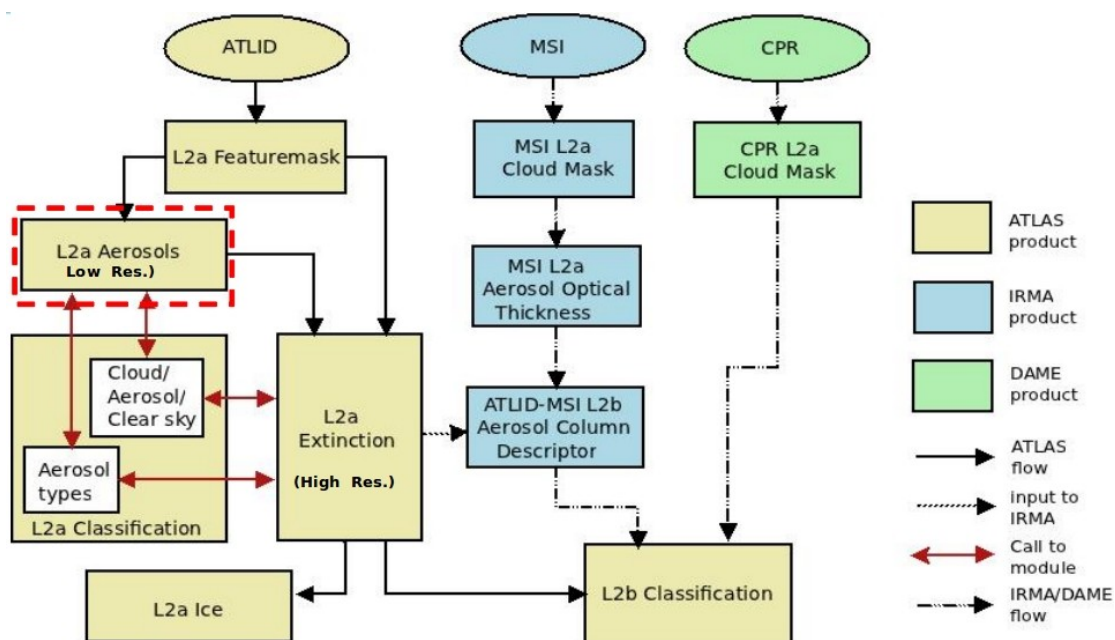 ATLID
MSI
CPR
L2a Featuremask
MSI L2a
Cloud Mask
CPR L2a
Cloud Mask
L2a Aerosols
Low Res.)
MSI L2a
Aerosol Optical
Thickness
Cloud/
Aerosol/
Clear sky
Aerosol
types
L2a Classification
L2a
Extinction
(High Res.)
ATLID-MSI L2b
Aerosol Column
Descriptor
L2a Ice
L2b Classification
ATLAS
product
IRMA
product
DAME
product
ATLAS
flow
input to
IRMA
Call to
module
IRMA/DAME
flow